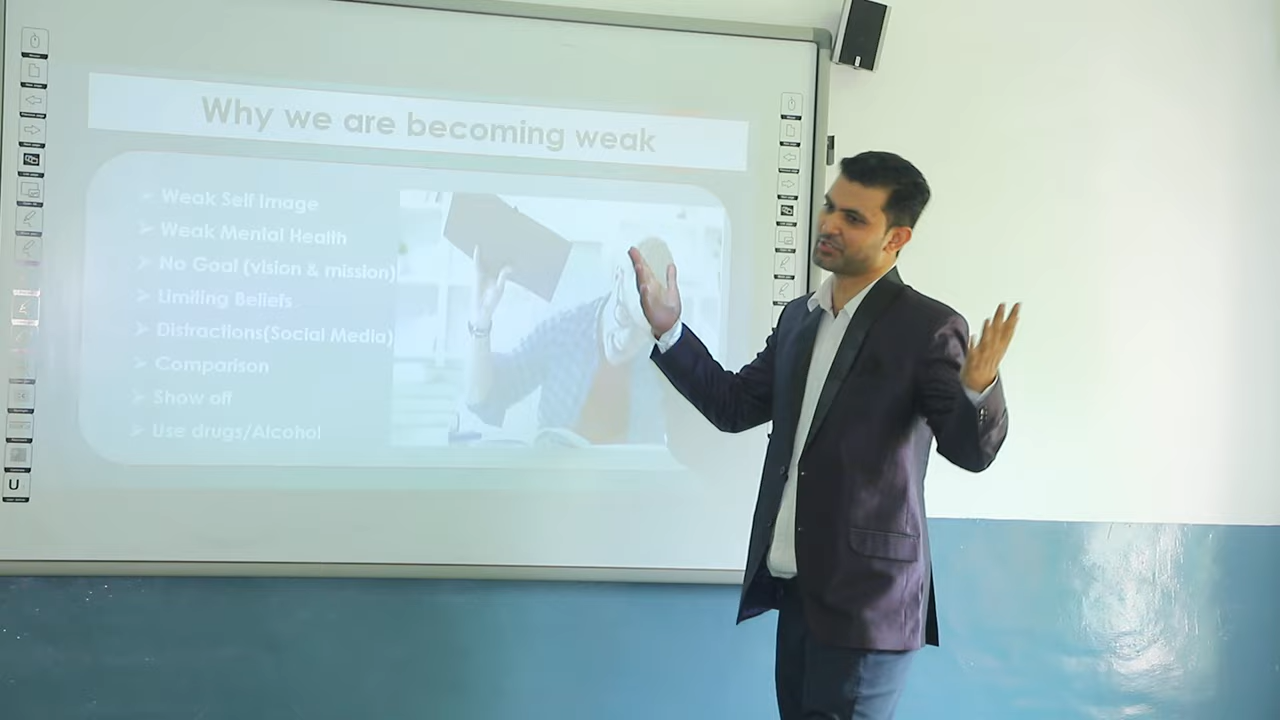 Why we are becoming weak
Weak Self Image
Weak Mental Health
No Goal (vision & mission)
Limiting Beliefs
Distractions(Social Media)
Comparison
Show off
Use drugs/Alcohol
U